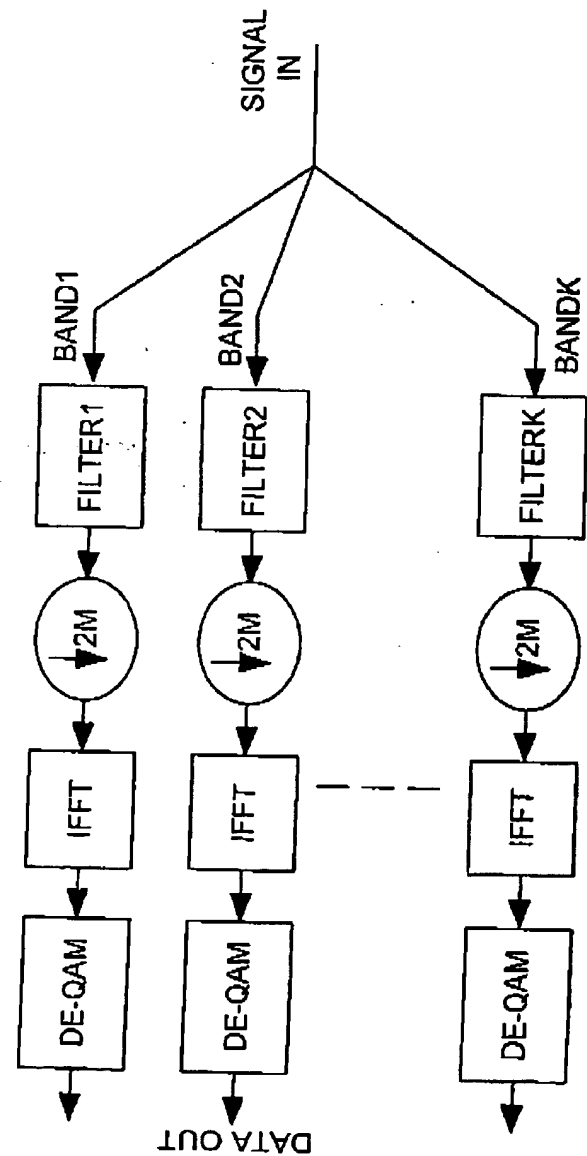 SIGNAL
IN
BAND1
FILTER1
2M
IFFT
DE-QAM
BAND2
FILTER2
2M
IFFT
DE-QAM
DATA OUT
BANDK
FILTERK
2M
IFFT
DE-QAM